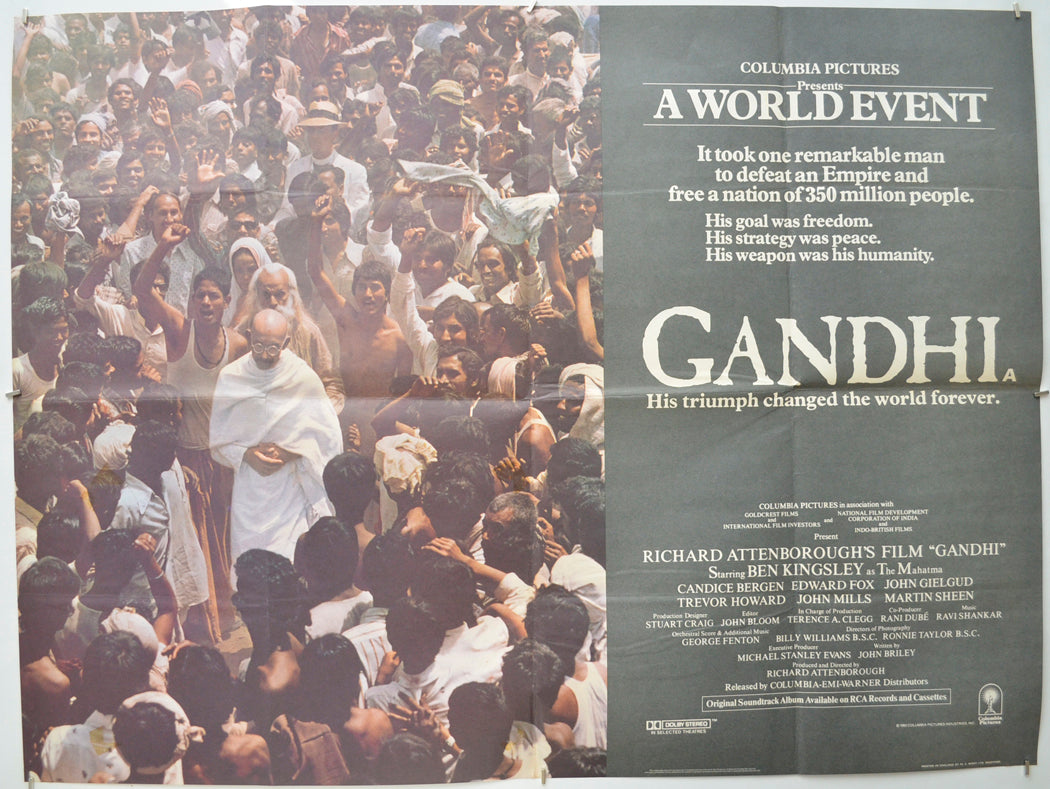 COLUMBIA PICTURES
Presents
A WORLD EVENT
It took one remarkable man
to defeat an Empire and
free a nation of 350 million people.
His goal was freedom.
His strategy was peace.
His weapon was his humanity.
GANDHI A
His triumph changed the world forever.
COLUMBIA PICTURES in association with
GOLDCREST FILMS
and
INTERNATIONAL FILM INVESTORS
and
NATIONAL FILM DEVELOPMENT
CORPORATION OF INDIA
and
INDO-BRITISH FILMS
Present
RICHARD ATTENBOROUGH'S FILM "GANDHI"
Starring BEN KINGSLEY as The Mahatma
CANDICE BERGEN EDWARD FOX JOHN GIELGUD
TREVOR HOWARD JOHN MILLS MARTIN SHEEN
Production Designer
STUART CRAIG
Editor
JOHN BLOOM
In Charge of Production
TERENCE A. CLEGG
Co-Producer
RANI DUBÉ
Music
RAVI SHANKAR
Orchestral Score & Additional Music
GEORGE FENTON
Directors of Photography
BILLY WILLIAMS B.S.C. RONNIE TAYLOR B.S.C.
Executive Producer
MICHAEL STANLEY EVANS
Written by
JOHN BRILEY
Produced and Directed by
RICHARD ATTENBOROUGH
Released by COLUMBIA-EMI-WARNER Distributors
Original Soundtrack Album Available on RCA Records and Cassettes
DOLBY STEREO
IN SELECTED THEATRES
Columbia
Pictures